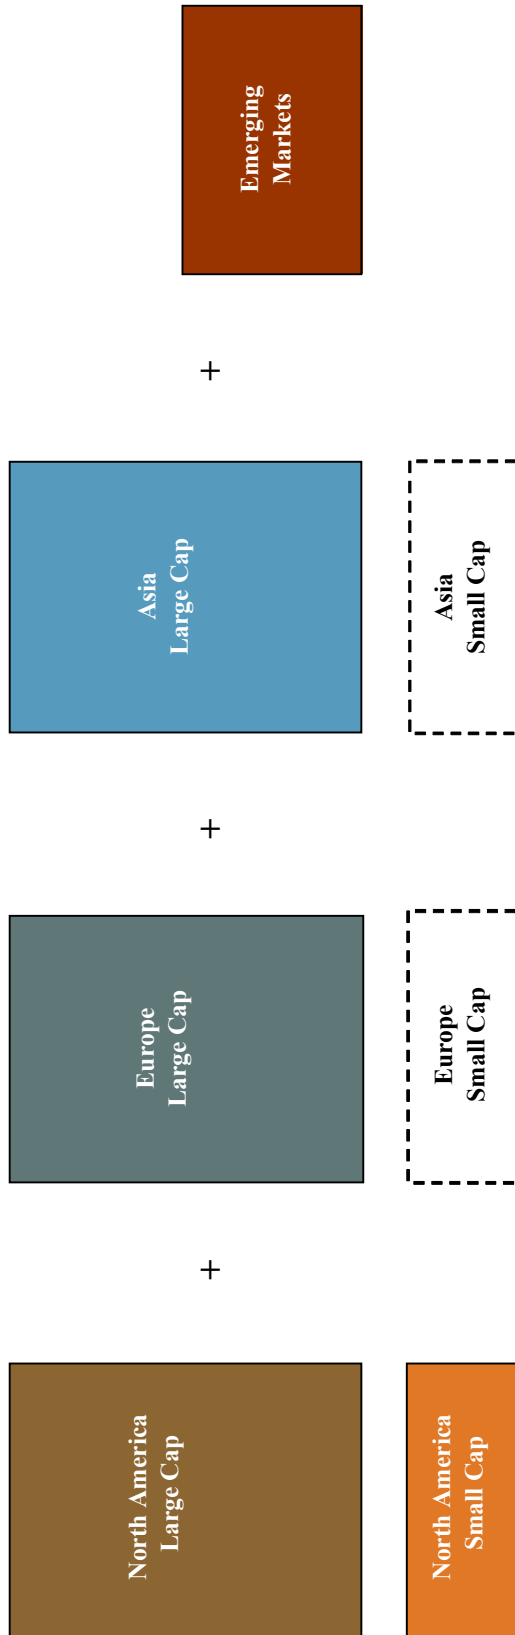 North America
Large Cap
+
Europe
Large Cap
+
Asia
Large Cap
+
Emerging
Markets
North America
Small Cap
Europe
Small Cap
Asia
Small Cap